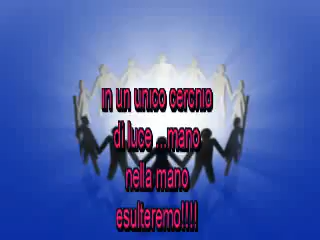 in un unico cerchio
di luce ...mano
nella mano
esulteremo!!!!